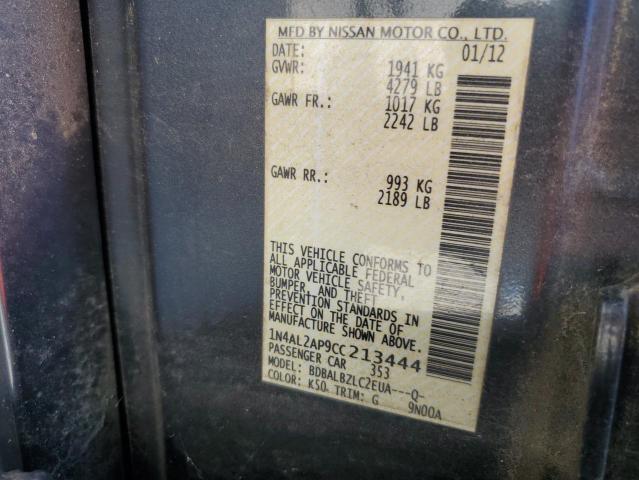 MFD BY NISSAN MOTOR CO., LTD.
DATE: 01/12
GVWR: 1941 KG
4279 LB
GAWR FR.: 1017 KG
2242 LB
GAWR RR.: 993 KG
2189 LB
THIS VEHICLE CONFORMS TO
ALL APPLICABLE FEDERAL
MOTOR VEHICLE SAFETY,
BUMPER, AND THEFT
PREVENTION STANDARDS IN
EFFECT ON THE DATE OF
MANUFACTURE SHOWN ABOVE.
1N4AL2AP9CC213444
PASSENGER CAR 353
MODEL: BDBALBZLC2EUA---Q-
COLOR: K50 TRIM: G 9N00A